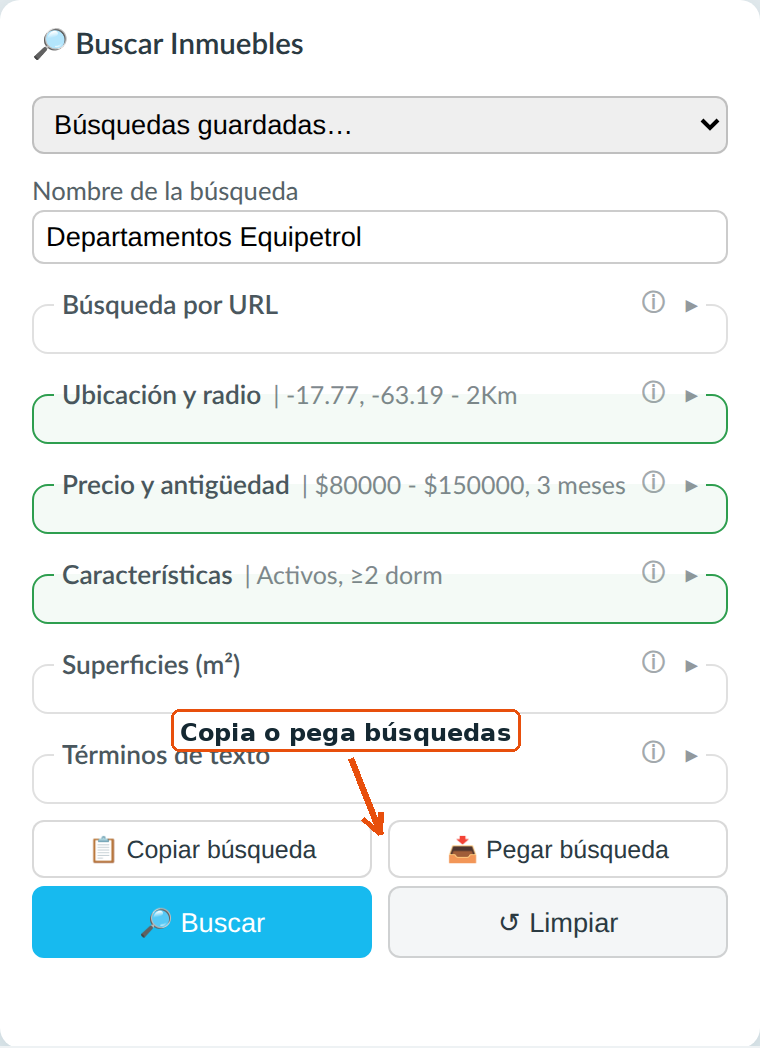 🔎 Buscar Inmuebles
Búsquedas guardadas…
Nombre de la búsqueda
Departamentos Equipetrol
Búsqueda por URL ⓘ ▶
Ubicación y radio | -17.77, -63.19 - 2Km ⓘ ▶
Precio y antigüedad | $80000 - $150000, 3 meses ⓘ ▶
Características | Activos, ≥2 dorm ⓘ ▶
Superficies (m²) ⓘ ▶
Copia o pega búsquedas
Términos de texto ⓘ ▶
📋 Copiar búsqueda 📥 Pegar búsqueda
🔎 Buscar ↺ Limpiar